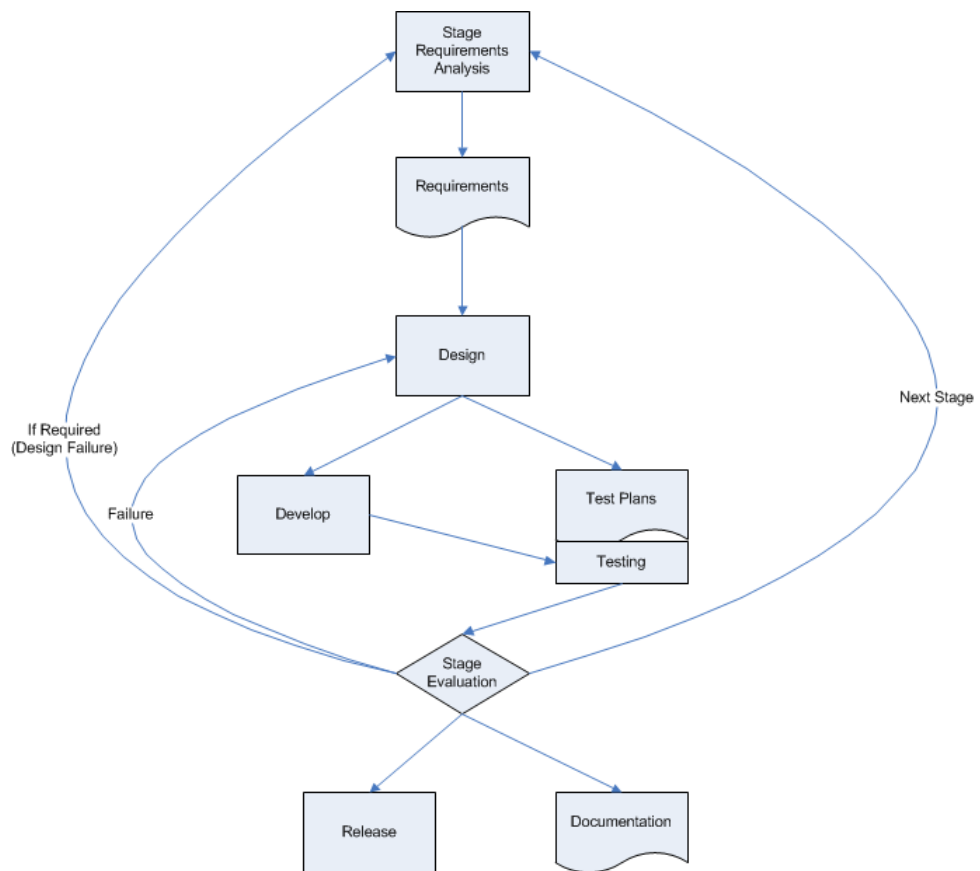 Stage
Requirements
Analysis
Requirements
Design
Next Stage
If Required
(Design Failure)
Test Plans
Failure
Develop
Testing
Stage
Evaluation
Release
Documentation